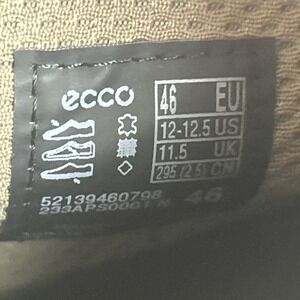 ecco
46 EU
12-12.5 US
11.5 UK
295 (2.5) CN
52139460798
233APS0001 N 46